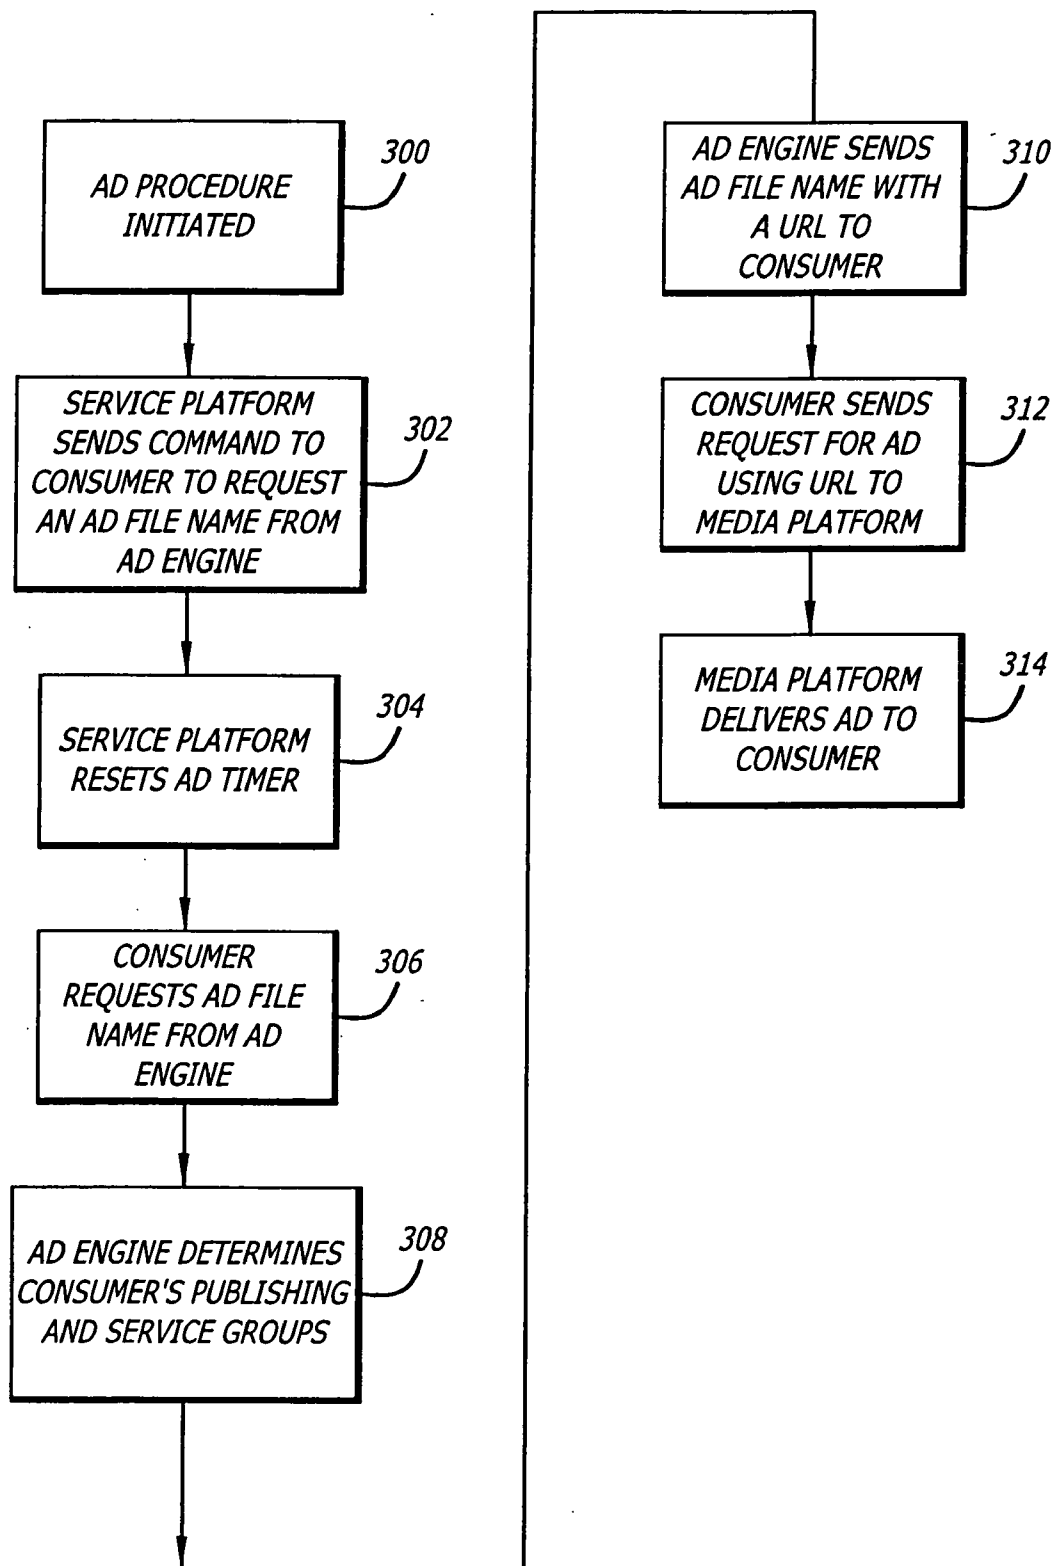 AD PROCEDURE
INITIATED
300
SERVICE PLATFORM
SENDS COMMAND TO
CONSUMER TO REQUEST
AN AD FILE NAME FROM
AD ENGINE
302
SERVICE PLATFORM
RESETS AD TIMER
304
CONSUMER
REQUESTS AD FILE
NAME FROM AD
ENGINE
306
AD ENGINE DETERMINES
CONSUMER'S PUBLISHING
AND SERVICE GROUPS
308
AD ENGINE SENDS
AD FILE NAME WITH
A URL TO
CONSUMER
310
CONSUMER SENDS
REQUEST FOR AD
USING URL TO
MEDIA PLATFORM
312
MEDIA PLATFORM
DELIVERS AD TO
CONSUMER
314